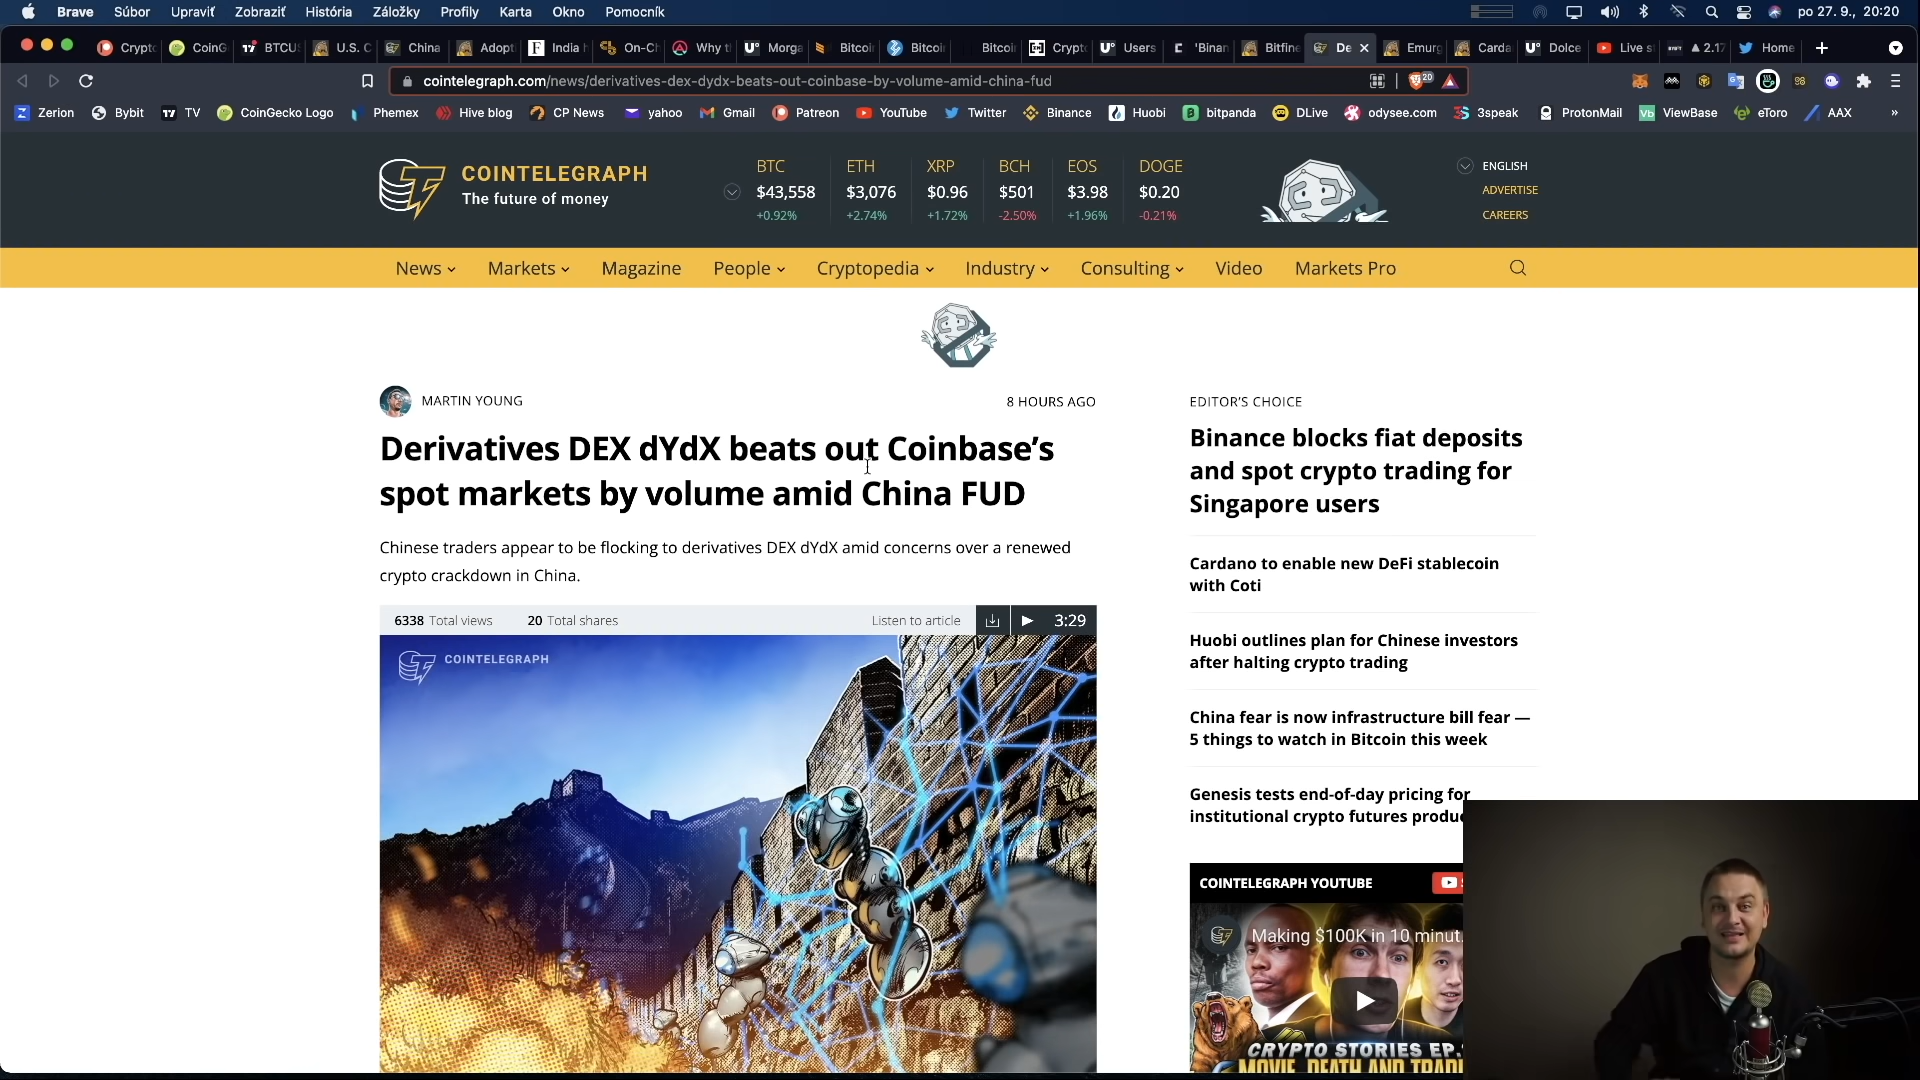 Brave Súbor Upraviť Zobraziť História Záložky Profily Karta Okno Pomocník po 27. 9., 20:20
Crypto CoinG BTCU U.S. C China Adopt India On-Ch Why t Morga Bitcoi Bitcoi Bitcoi Crypt Users 'Binan Bitfine De Emurg Carda Dolce Live s ▲ 2.17 Home
cointelegraph.com/news/derivatives-dex-dydx-beats-out-coinbase-by-volume-amid-china-fud 20
Zerion Bybit TV CoinGecko Logo Phemex Hive blog CP News yahoo Gmail Patreon YouTube Twitter Binance Huobi bitpanda DLive odysee.com 3speak ProtonMail ViewBase eToro AAX »
COINTELEGRAPH
The future of money
BTC ETH XRP BCH EOS DOGE
$43,558 $3,076 $0.96 $501 $3.98 $0.20
+0.92% +2.74% +1.72% -2.50% +1.96% -0.21%
ENGLISH
ADVERTISE
CAREERS
News Markets Magazine People Cryptopedia Industry Consulting Video Markets Pro
MARTIN YOUNG 8 HOURS AGO
Derivatives DEX dYdX beats out Coinbase’s
spot markets by volume amid China FUD
Chinese traders appear to be flocking to derivatives DEX dYdX amid concerns over a renewed
crypto crackdown in China.
6338 Total views 20 Total shares Listen to article 3:29
COINTELEGRAPH
EDITOR’S CHOICE
Binance blocks fiat deposits
and spot crypto trading for
Singapore users
Cardano to enable new DeFi stablecoin
with Coti
Huobi outlines plan for Chinese investors
after halting crypto trading
China fear is now infrastructure bill fear —
5 things to watch in Bitcoin this week
Genesis tests end-of-day pricing for
institutional crypto futures produ
COINTELEGRAPH YOUTUBE
Making $100K in 10 minut...
CRYPTO STORIES EP.
MOVIE, DEATH AND TRAD